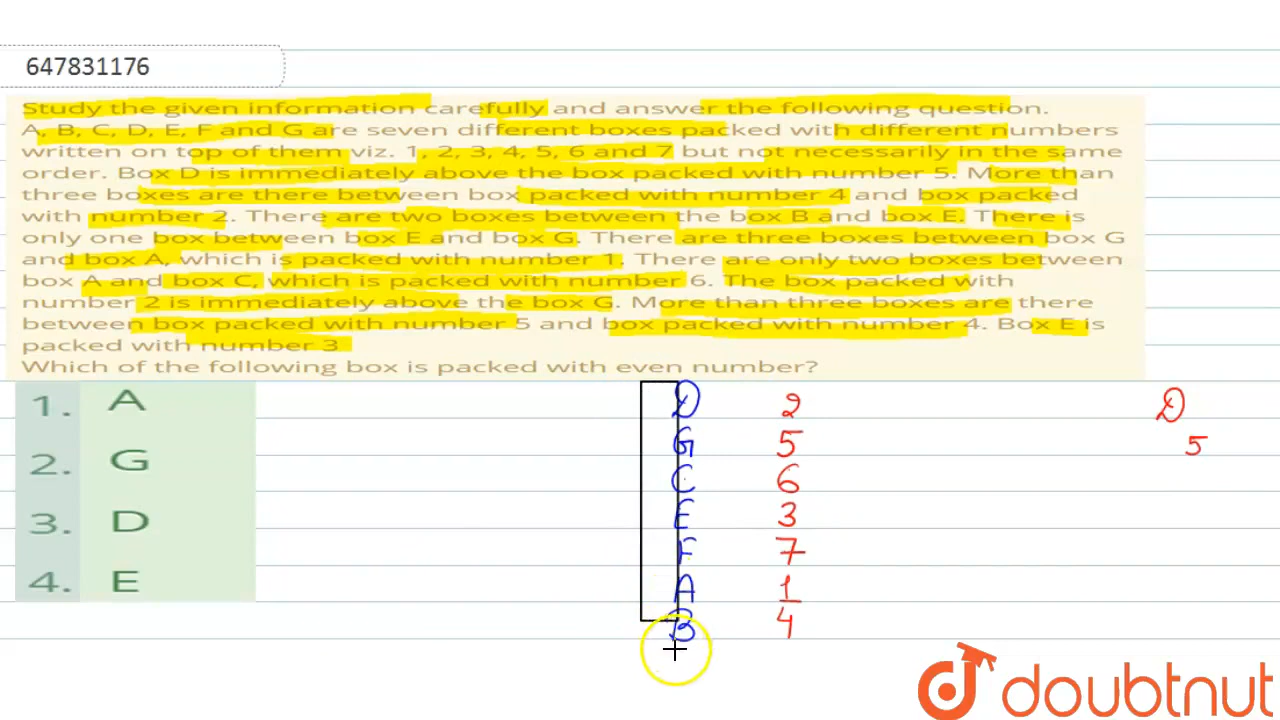 647831176
Study the given information carefully and answer the following question.
A, B, C, D, E, F and G are seven different boxes packed with different numbers
written on top of them viz. 1, 2, 3, 4, 5, 6 and 7 but not necessarily in the same
order. Box D is immediately above the box packed with number 5. More than
three boxes are there between box packed with number 4 and box packed
with number 2. There are two boxes between the box B and box E. There is
only one box between box E and box G. There are three boxes between box G
and box A, which is packed with number 1. There are only two boxes between
box A and box C, which is packed with number 6. The box packed with
number 2 is immediately above the box G. More than three boxes are there
between box packed with number 5 and box packed with number 4. Box E is
packed with number 3
Which of the following box is packed with even number?
1. A
2. G
3. D
4. E
D 2
G 5
C 6
E 3
F 7
A 1
B 4
D
5
doubtnut